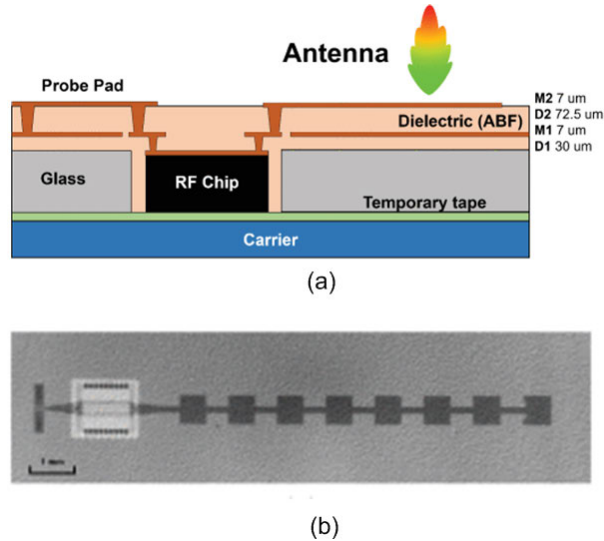 Antenna
Probe Pad
M2 7 um
D2 72.5 um
Dielectric (ABF)
M1 7 um
D1 30 um
Glass
RF Chip
Temporary tape
Carrier
(a)
1 mm
(b)